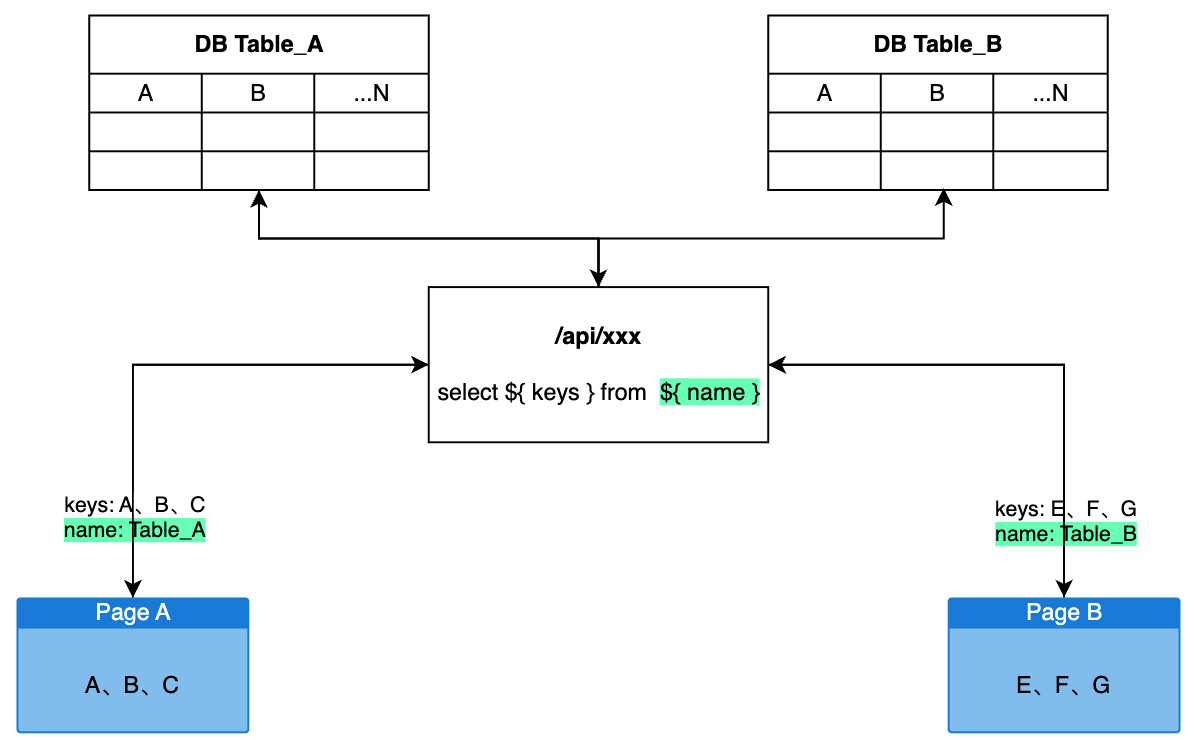 DB Table_A
DB Table_B
A
B
...N
A
B
...N
/api/xxx
select ${ keys } from ${ name }
keys: A、B、C
name: Table_A
keys: E、F、G
name: Table_B
Page A
A、B、C
Page B
E、F、G